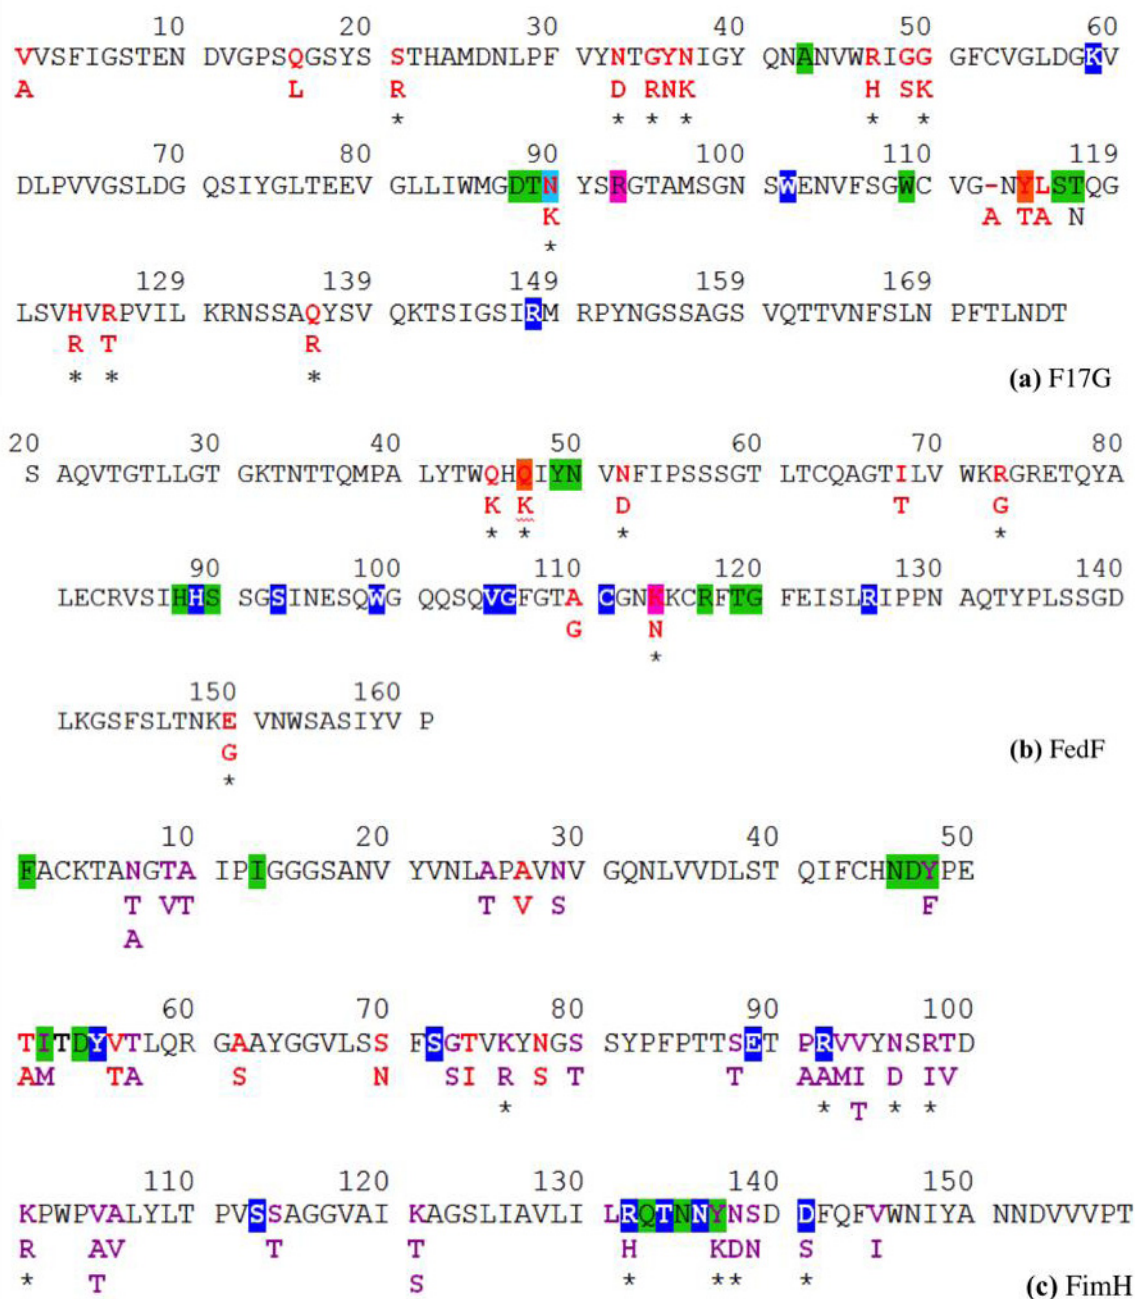 10 20 30 40 50 60
VVSFIGSTEN DVGPSQGSYS STHAMDNLPF VYNTGYNIGY QNANVWRIGG GFCVGLDGKV
A L R D RNK H SK
* * * * * *
70 80 90 100 110 119
DLPVVGSLDG QSIYGLTEEV GLLIWMGDTN YSRGTAMSGN SWENVFSGWC VG-NYLSTQG
K A TA N
*
129 139 149 159 169
LSVHVRPVIL KRNSSAQYSV QKTSIGSIRM RPYNGSSAGS VQTTVNFSLN PFTLNDT
R T R
* * *
(a) F17G
20 30 40 50 60 70 80
S AQVTGTLLGT GKTNTTQMPA LYTWQHQIYN VNFIPSSSGT LTCQAGTILV WKRGRETQYA
K K D T G
* * * *
90 100 110 120 130 140
LECRVSIHHS SGSINESQWG QQSQVGFGTA CGNKKCRFTG FEISLRIPPN AQTYPLSSGD
G N
*
150 160
LKGSFSLTNKE VNWSASIYV P
G
*
(b) FedF
10 20 30 40 50
FACKTANGTA IPIGGGSANV YVNLAPAVNV GQNLVVDLST QIFCHNDYPE
T VT T V S F
A
60 70 80 90 100
TITDYVTLQR GAAYGGVLSS FSGTVKYNGS SYPFPTTSET PRVVYNSRTD
AM TA S N SI R S T T AAMI D IV
* * T * *
110 120 130 140 150
KPWPVALYLT PVSSAGGVAI KAGSLIAVLI LRQTNNYNSD DFQFVWNIYA NNDVVVPT
R AV T T H KDN S I
* T S * ** *
(c) FimH